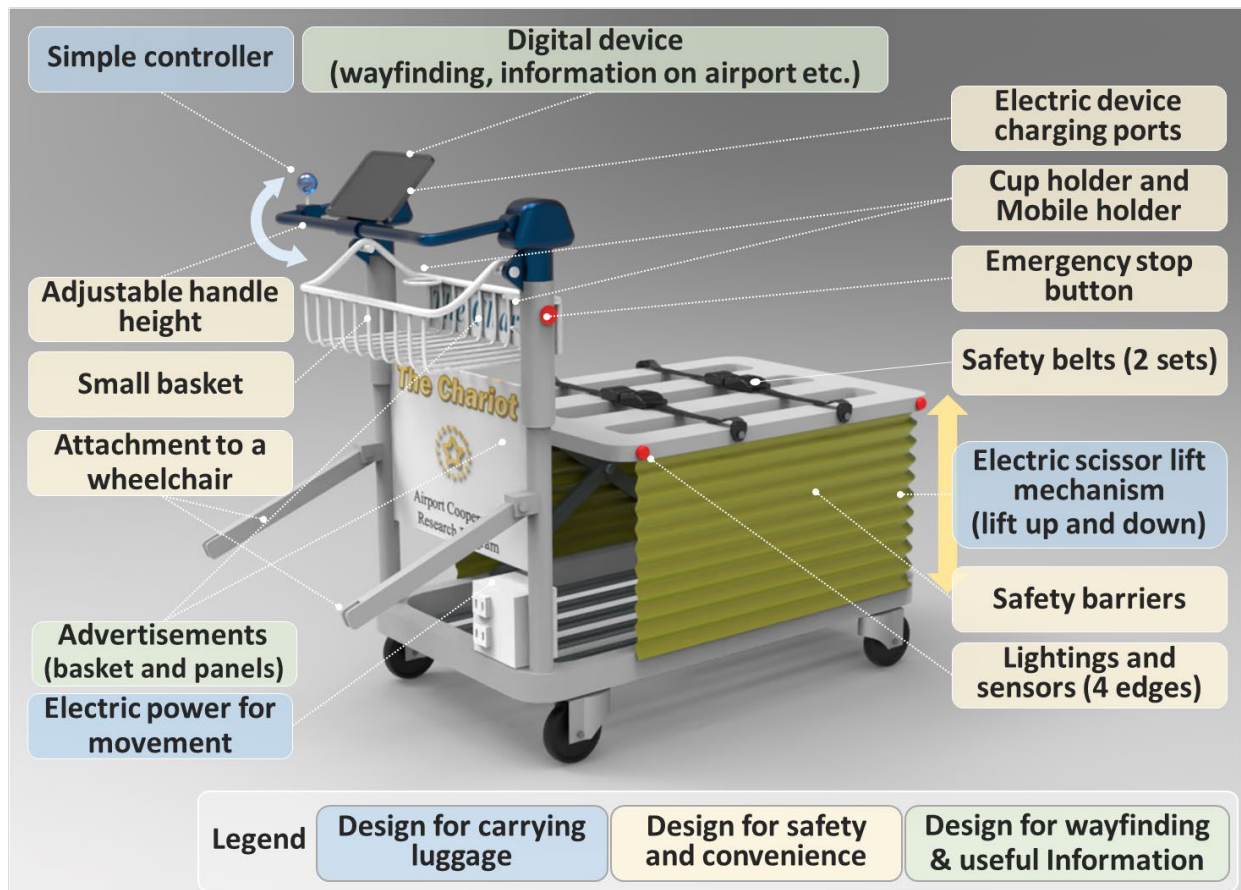 Simple controller
Digital device
(wayfinding, information on airport etc.)
Electric device
charging ports
Cup holder and
Mobile holder
Emergency stop
button
Adjustable handle
height
Small basket
Safety belts (2 sets)
The Chariot
Attachment to a
wheelchair
Electric scissor lift
mechanism
(lift up and down)
Airport Cooper
Research
am
Safety barriers
Advertisements
(basket and panels)
Lightings and
sensors (4 edges)
Electric power for
movement
Legend
Design for carrying
luggage
Design for safety
and convenience
Design for wayfinding
& useful Information